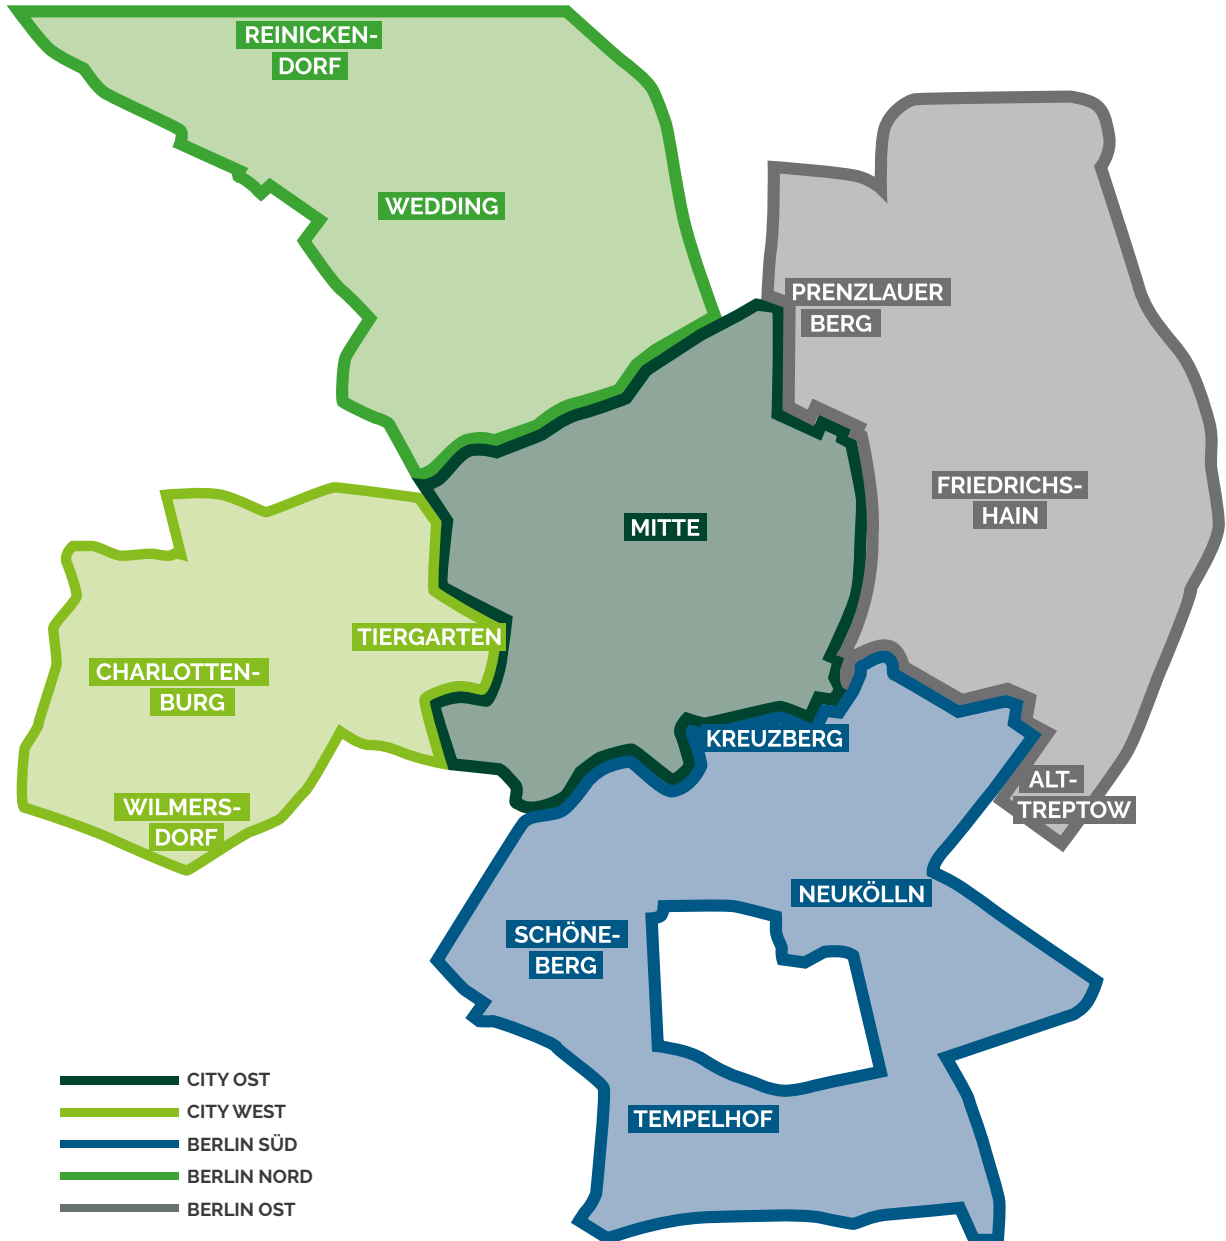 REINICKEN-
DORF
WEDDING
PRENZLAUER
BERG
FRIEDRICHS-
HAIN
MITTE
TIERGARTEN
CHARLOTTEN-
BURG
WILMERS-
DORF
KREUZBERG
ALT-
TREPTOW
NEUKÖLLN
SCHÖNE-
BERG
TEMPELHOF
CITY OST
CITY WEST
BERLIN SÜD
BERLIN NORD
BERLIN OST